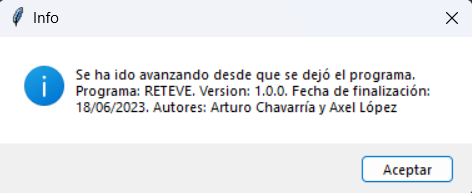 Info
Se ha ido avanzando desde que se dejó el programa.
Programa: RETEVE. Version: 1.0.0. Fecha de finalización:
18/06/2023. Autores: Arturo Chavarría y Axel López
Aceptar